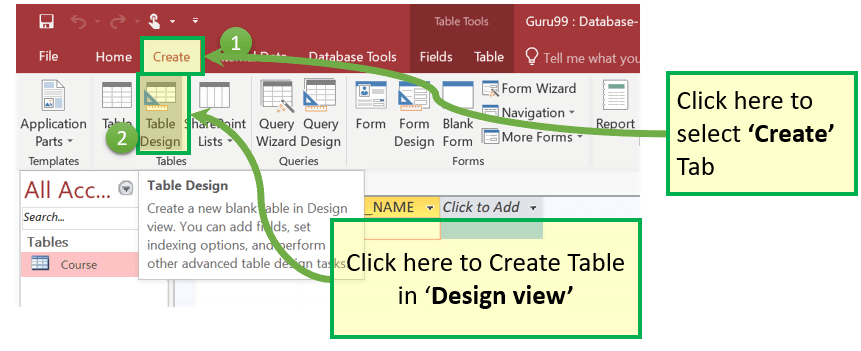 Table Tools
Guru99 : Database-
File
Home
Create
Data
Database Tools
Fields
Table
Tell me what you
1
2
Application
Parts
Table
Table
Design
SharePoint
Lists
Query
Wizard
Query
Design
Form
Form
Design
Blank
Form
Form Wizard
Navigation
More Forms
Report
Templates
Tables
Queries
Forms
Click here to
select ‘Create’
Tab
All Acc...
Search...
Tables
Course
Table Design
Create a new blank table in Design
view. You can add fields, set
indexing options, and perform
other advanced table design tasks.
_NAME
Click to Add
Click here to Create Table
in ‘Design view’